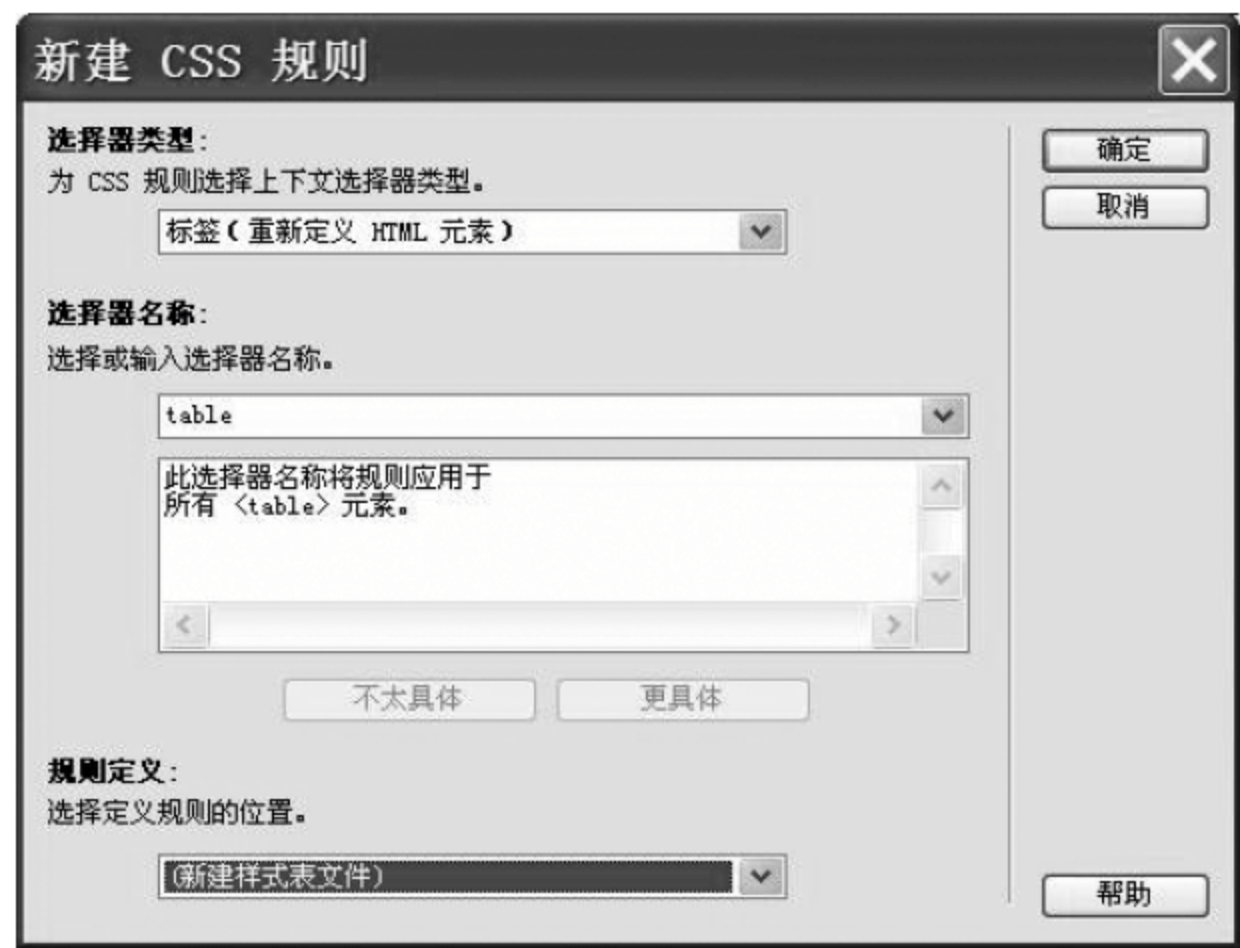 新建 CSS 规则
选择器类型:
为 CSS 规则选择上下文选择器类型。
标签(重新定义 HTML 元素)
选择器名称:
选择或输入选择器名称。
table
此选择器名称将规则应用于
所有 <table> 元素。
不太具体
更具体
规则定义:
选择定义规则的位置。
(新建样式表文件)
确定
取消
帮助